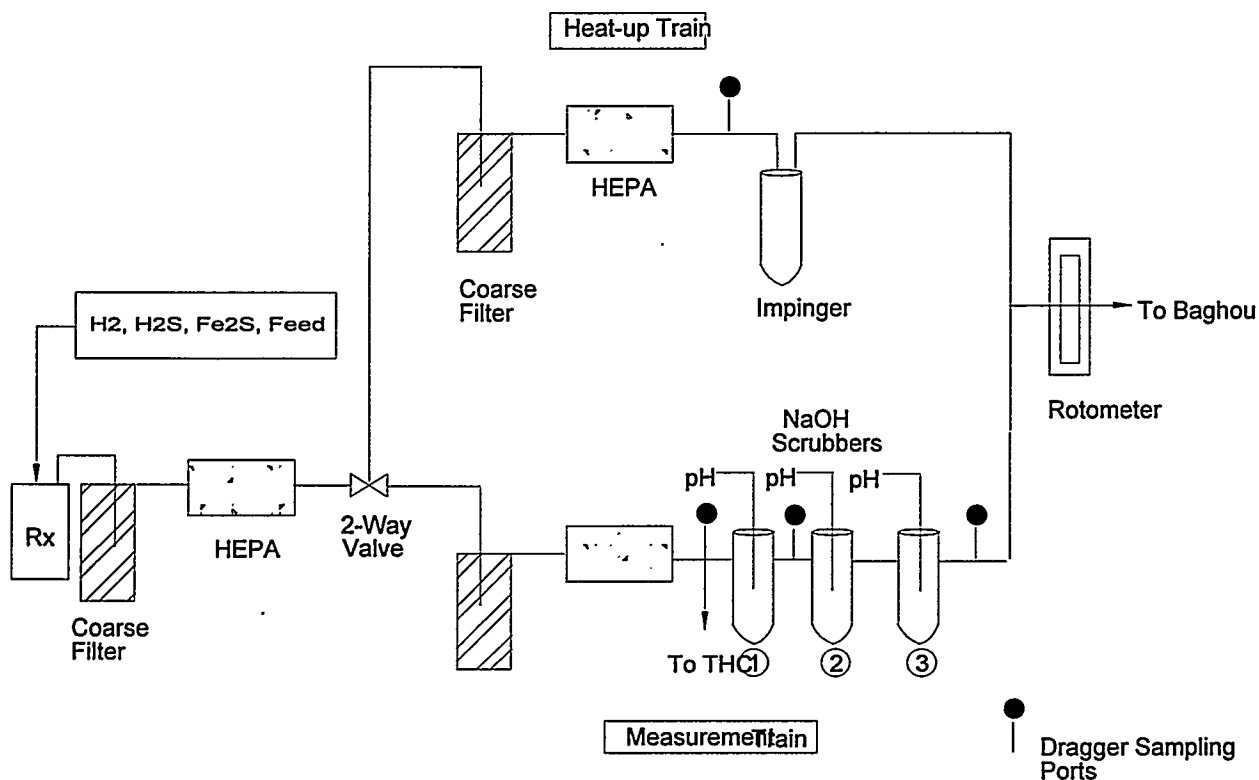 Heat-up Train
HEPA
Coarse
Filter
Impinger
H2, H2S, Fe2S, Feed
To Baghou
Rotometer
NaOH
Scrubbers
pH
pH
pH
Rx
HEPA
2-Way
Valve
Coarse
Filter
To THC
1
2
3
Measurement Train
Dragger Sampling
Ports